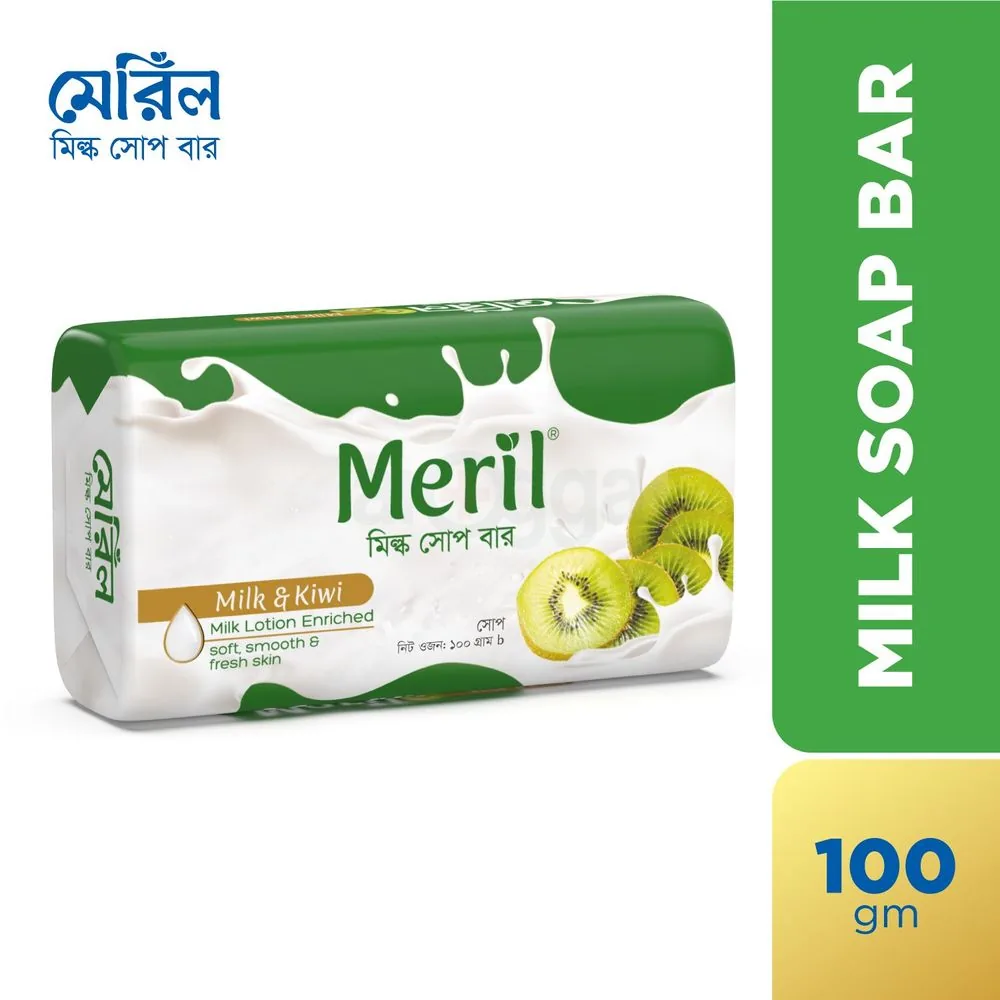 মেরিল
মিল্ক সোপ বার
MILK SOAP BAR
Meril®
মিল্ক সোপ বার
মেরিল
মিল্ক সোপ বার
Milk & Kiwi
Milk Lotion Enriched
soft, smooth &
fresh skin
সোপ
নিট ওজন: ১০০ গ্রাম b
100
gm